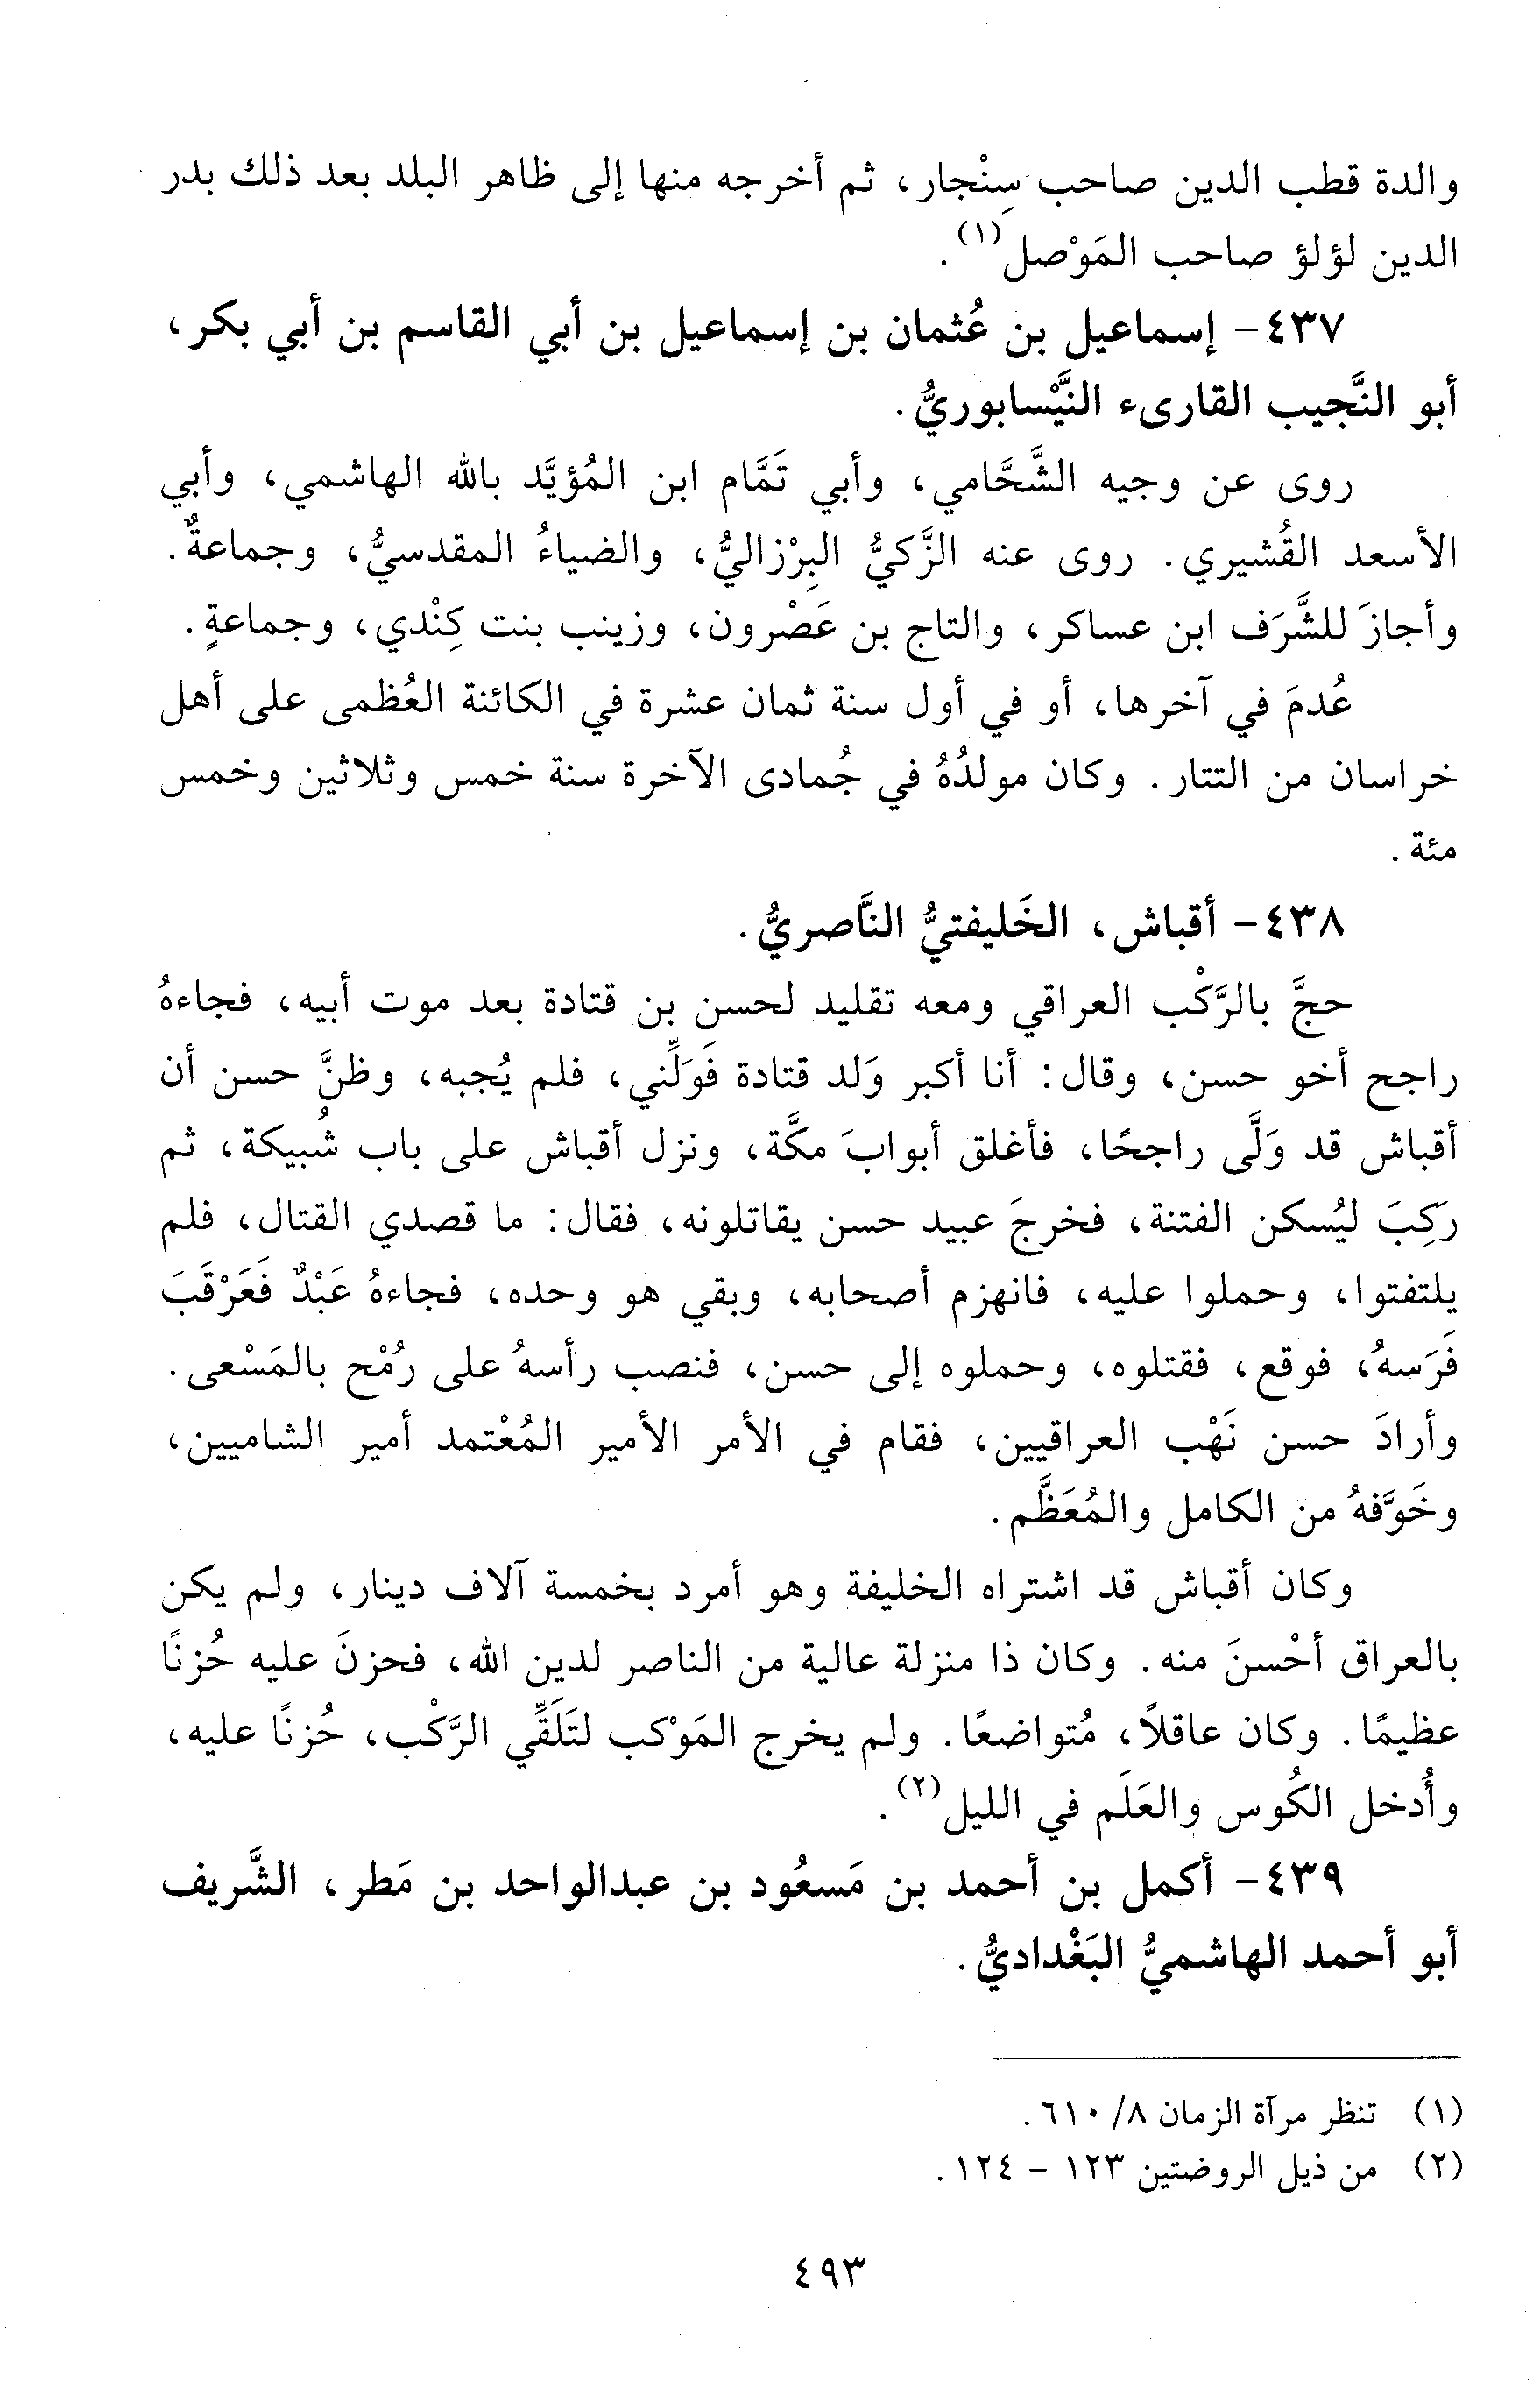 والدة قطب الدين صاحب سِنْجار، ثم أخرجه منها إلى ظاهر البلد بعد ذلك بدر
الدين لؤلؤ صاحب المَوْصل(١).
٤٣٧- إسماعيل بن عُثمان بن إسماعيل بن أبي القاسم بن أبي بكر،
أبو النَّجيب القارىء النَّيْسابوريُّ.
روى عن وجيه الشَّحَّامي، وأبي تَمَّام ابن المُؤيَّد بالله الهاشمي، وأبي
الأسعد القُشيري. روى عنه الزَّكيُّ البِرْزاليُّ، والضياءُ المقدسيُّ، وجماعةٌ.
وأجازَ للشَّرَف ابن عساكر، والتاج بن عَصْرون، وزينب بنت كِنْدي، وجماعةٍ.
عُدمَ في آخرها، أو في أول سنة ثمان عشرة في الكائنة العُظمى على أهل
خراسان من التتار. وكان مولدُهُ في جُمادى الآخرة سنة خمس وثلاثين وخمس
مئة.
٤٣٨- أقباش، الخَليفتيُّ النَّاصريُّ.
حجَّ بالرَّكْب العراقي ومعه تقليد لحسن بن قتادة بعد موت أبيه، فجاءهُ
راجح أخو حسن، وقال: أنا أكبر وَلد قتادة فَوَلِّني، فلم يُجبه، وظنَّ حسن أن
أقباش قد وَلَّى راجحًا، فأغلق أبوابَ مكَّة، ونزل أقباش على باب شُبيكة، ثم
ركِبَ ليُسكن الفتنة، فخرجَ عبيد حسن يقاتلونه، فقال: ما قصدي القتال، فلم
يلتفتوا، وحملوا عليه، فانهزم أصحابه، وبقي هو وحده، فجاءهُ عَبْدٌ فَعَرْقَبَ
فَرَسهُ، فوقع، فقتلوه، وحملوه إلى حسن، فنصب رأسهُ على رُمْح بالمَسْعى.
وأرادَ حسن نَهْب العراقيين، فقام في الأمر الأمير المُعْتمد أمير الشاميين،
وخَوَّفهُ من الكامل والمُعَظَّم.
وكان أقباش قد اشتراه الخليفة وهو أمرد بخمسة آلاف دينار، ولم يكن
بالعراق أحْسنَ منه. وكان ذا منزلة عالية من الناصر لدين الله، فحزنَ عليه حُزنًا
عظيمًا. وكان عاقلاً، مُتواضعًا. ولم يخرج المَوْكب لتَلَقِّي الرَّكْب، حُزنًا عليه،
وأُدخل الكُوس والعَلَم في الليل(٢).
٤٣٩- أكمل بن أحمد بن مَسعُود بن عبدالواحد بن مَطر، الشَّريف
أبو أحمد الهاشميُّ البَغْداديُّ.
(١) تنظر مرآة الزمان ٨/ ٦١٠.
(٢) من ذيل الروضتين ١٢٣ - ١٢٤.
٤٩٣